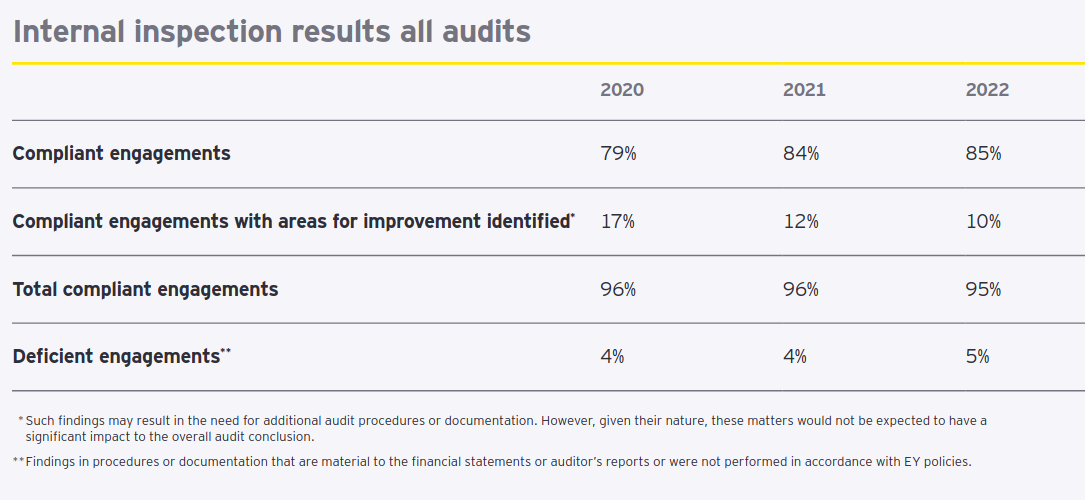 Internal inspection results all audits
2020 2021 2022
Compliant engagements 79% 84% 85%
Compliant engagements with areas for improvement identified* 17% 12% 10%
Total compliant engagements 96% 96% 95%
Deficient engagements** 4% 4% 5%
* Such findings may result in the need for additional audit procedures or documentation. However, given their nature, these matters would not be expected to have a
significant impact to the overall audit conclusion.
** Findings in procedures or documentation that are material to the financial statements or auditor’s reports or were not performed in accordance with EY policies.